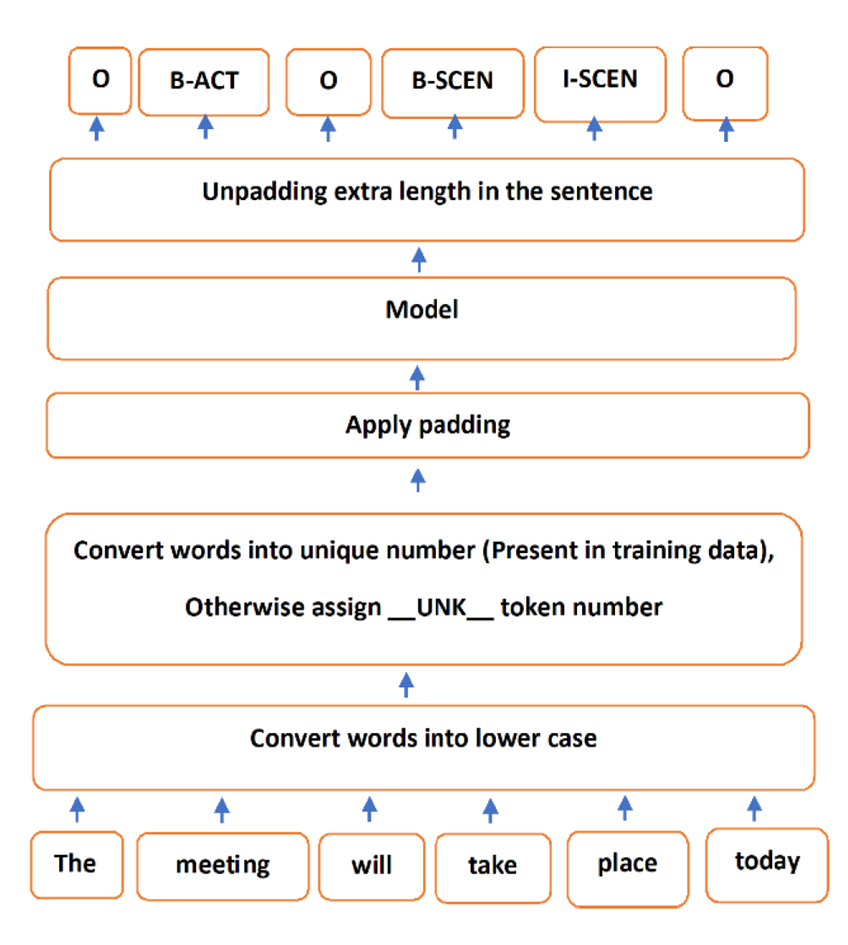 O B-ACT O B-SCEN I-SCEN O
Unpadding extra length in the sentence
Model
Apply padding
Convert words into unique number (Present in training data),
Otherwise assign __UNK__ token number
Convert words into lower case
The meeting will take place today